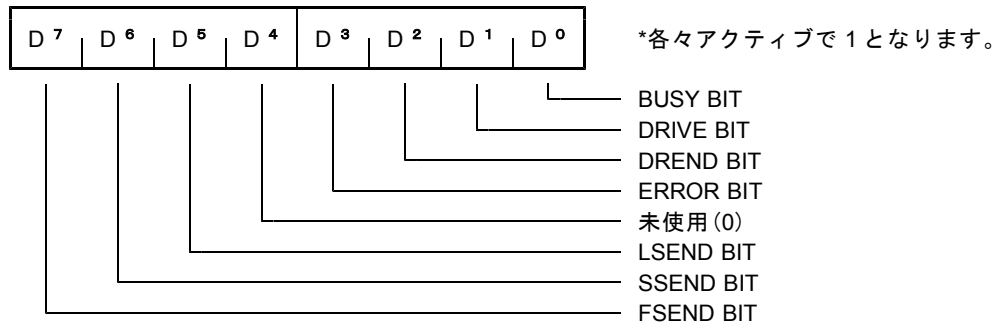 D⁷ D⁶ D⁵ D⁴ D³ D² D¹ D⁰ *各々アクティブで1となります。
BUSY BIT
DRIVE BIT
DREND BIT
ERROR BIT
未使用(0)
LSEND BIT
SSEND BIT
FSEND BIT